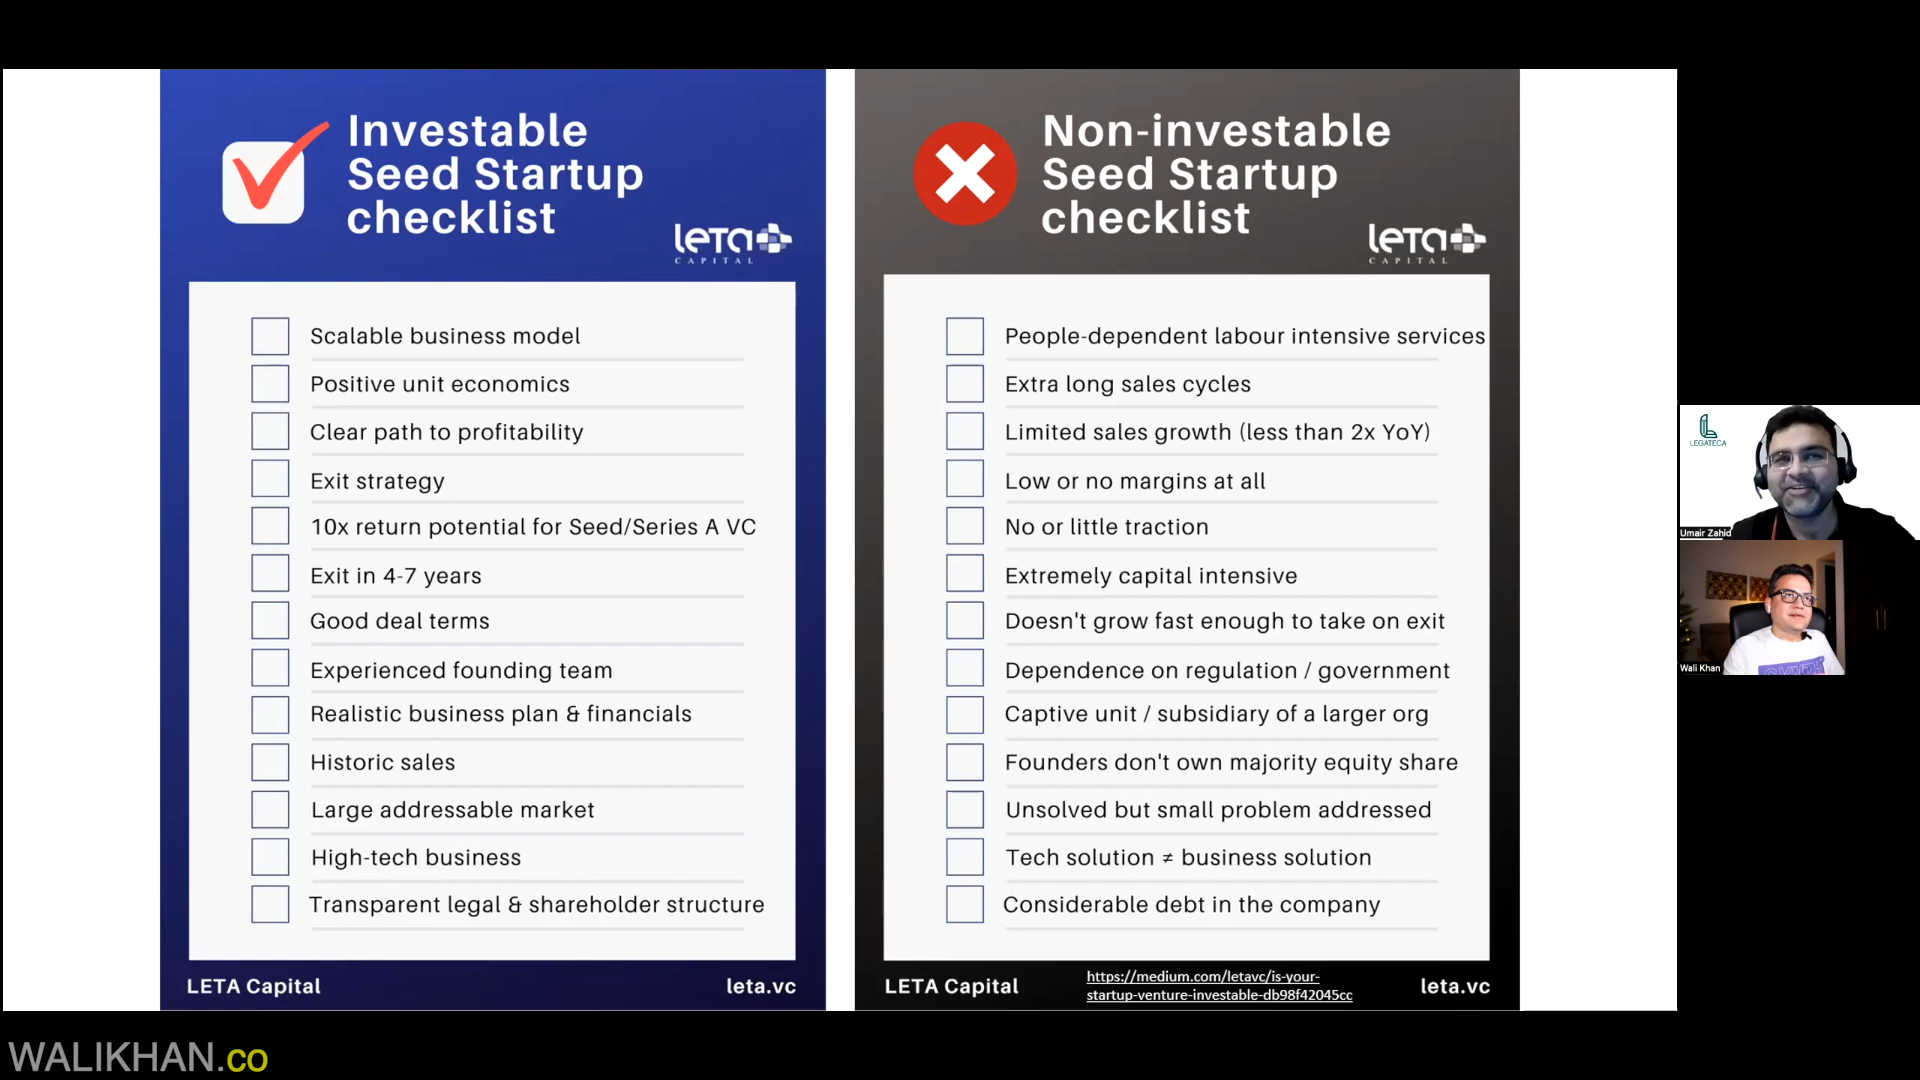 Investable
Seed Startup
checklist
LETA
CAPITAL
Scalable business model
Positive unit economics
Clear path to profitability
Exit strategy
10x return potential for Seed/Series A VC
Exit in 4-7 years
Good deal terms
Experienced founding team
Realistic business plan & financials
Historic sales
Large addressable market
High-tech business
Transparent legal & shareholder structure
LETA Capital
leta.vc
Non-investable
Seed Startup
checklist
LETA
CAPITAL
People-dependent labour intensive services
Extra long sales cycles
Limited sales growth (less than 2x YoY)
Low or no margins at all
No or little traction
Extremely capital intensive
Doesn't grow fast enough to take on exit
Dependence on regulation / government
Captive unit / subsidiary of a larger org
Founders don't own majority equity share
Unsolved but small problem addressed
Tech solution ≠ business solution
Considerable debt in the company
LETA Capital
https://medium.com/letavc/is-your-
startup-venture-investable-db98f42045cc
leta.vc
LEGATECA
Umair Zahid
Wali Khan
WALIKHAN.CO